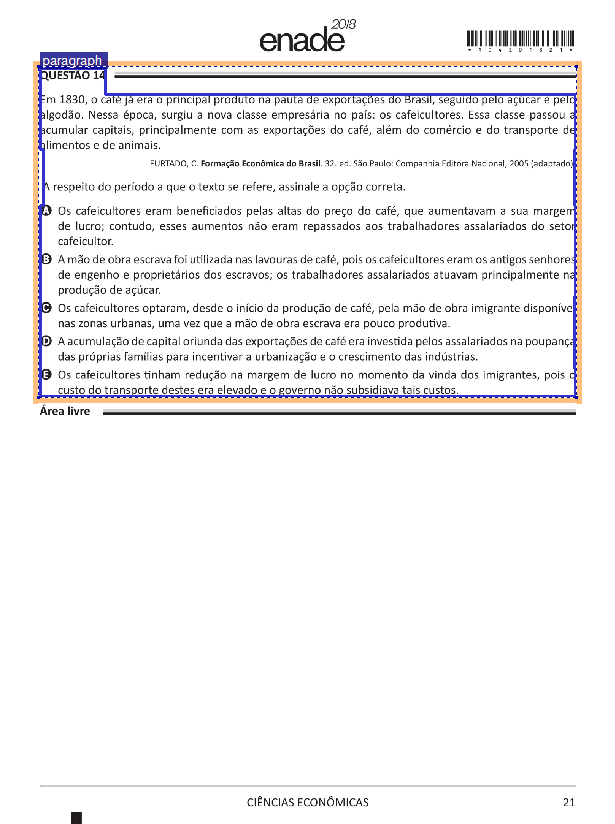 enade 2018
*R0420182 1*
paragraph
QUESTÃO 14
Em 1830, o café já era o principal produto na pauta de exportações do Brasil, seguido pelo açúcar e pelo
algodão. Nessa época, surgiu a nova classe empresária no país: os cafeicultores. Essa classe passou a
acumular capitais, principalmente com as exportações do café, além do comércio e do transporte de
alimentos e de animais.
FURTADO, C. Formação Econômica do Brasil. 32. ed. São Paulo: Companhia Editora Nacional, 2005 (adaptado).
A respeito do período a que o texto se refere, assinale a opção correta.
A Os cafeicultores eram beneficiados pelas altas do preço do café, que aumentavam a sua margem
de lucro; contudo, esses aumentos não eram repassados aos trabalhadores assalariados do setor
cafeicultor.
B A mão de obra escrava foi utilizada nas lavouras de café, pois os cafeicultores eram os antigos senhores
de engenho e proprietários dos escravos; os trabalhadores assalariados atuavam principalmente na
produção de açúcar.
C Os cafeicultores optaram, desde o início da produção de café, pela mão de obra imigrante disponível
nas zonas urbanas, uma vez que a mão de obra escrava era pouco produtiva.
D A acumulação de capital oriunda das exportações de café era investida pelos assalariados na poupança
das próprias famílias para incentivar a urbanização e o crescimento das indústrias.
E Os cafeicultores tinham redução na margem de lucro no momento da vinda dos imigrantes, pois o
custo do transporte destes era elevado e o governo não subsidiava tais custos.
Área livre
CIÊNCIAS ECONÔMICAS 21